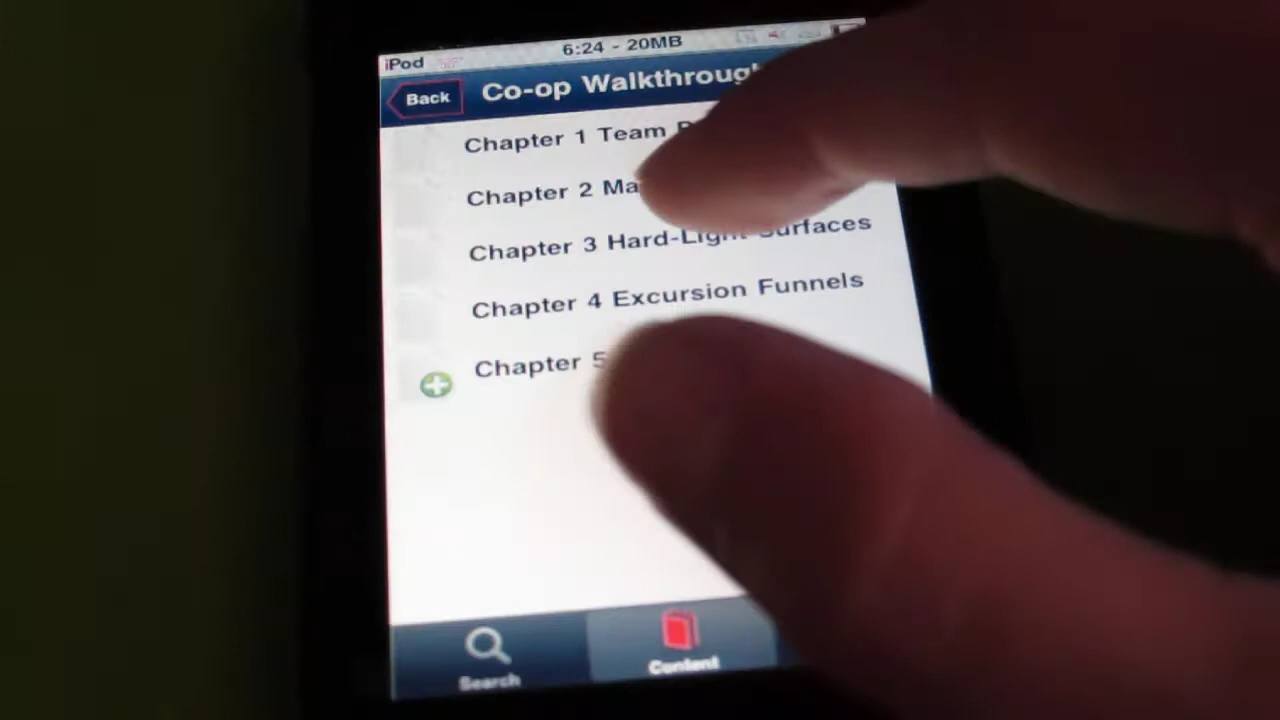 iPod 6:24 - 20MB
Back Co-op Walkthrough
Chapter 1 Team
Chapter 2
Chapter 3 Hard-Light Surfaces
Chapter 4 Excursion Funnels
Chapter 5
Search Content